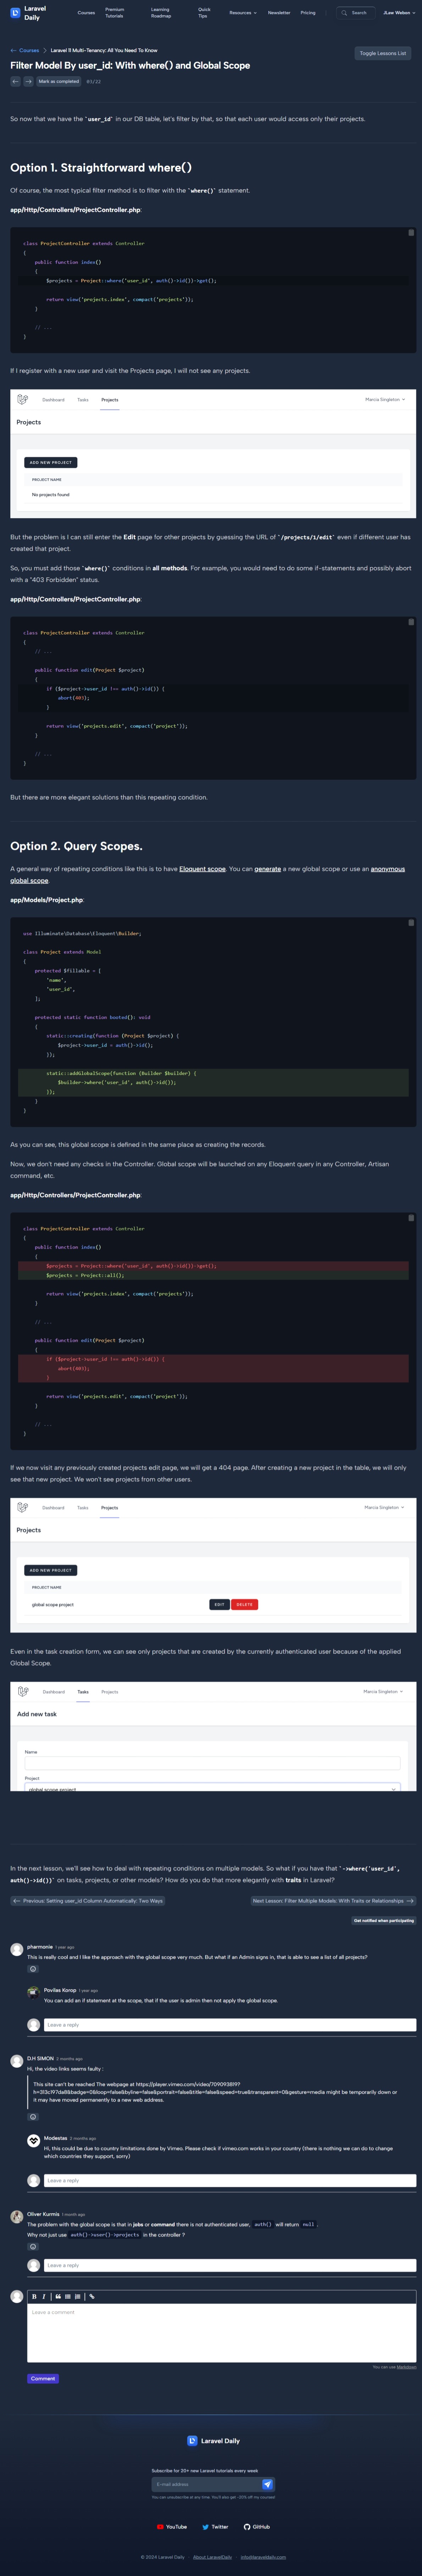 Laravel Daily
Courses
Premium Tutorials
Learning Roadmap
Quick Tips
Resources
Newsletter
Pricing
Search
JLaw Webon
← Courses
Laravel 11 Multi-Tenancy: All You Need To Know
Filter Model By user_id: With where() and Global Scope
Mark as completed
Toggle Lessons List
So now that we have the `user_id` in our DB table, let's filter by that, so that each user would access only their projects.
Option 1. Straightforward where()
Of course, the most typical filter method is to filter with the `where()` statement.
app/Http/Controllers/ProjectController.php:
class ProjectController extends Controller
{
public function index()
{
$projects = Project::where('user_id', auth()->id())->get();
return view('projects.index', compact('projects'));
}
// ...
}
If I register with a new user and visit the Projects page, I will not see any projects.
Dashboard
Tasks
Projects
Marcia Singleton
Projects
ADD NEW PROJECT
PROJECT NAME
No projects found
But the problem is I can still enter the Edit page for other projects by guessing the URL of `/projects/1/edit` even if different user has
created that project.
So, you must add those `where()` conditions in all methods. For example, you would need to do some if-statements and possibly abort
with a "403 Forbidden" status.
app/Http/Controllers/ProjectController.php:
class ProjectController extends Controller
{
// ...
public function edit(Project $project)
{
if ($project->user_id !== auth()->id()) {
abort(403);
}
return view('projects.edit', compact('project'));
}
// ...
}
But there are more elegant solutions than this repeating condition.
Option 2. Query Scopes.
A general way of repeating conditions like this is to have Eloquent scope. You can generate a new global scope or use an anonymous
global scope.
app/Models/Project.php:
use Illuminate\Database\Eloquent\Builder;
class Project extends Model
{
protected $fillable = [
'name',
'user_id',
];
protected static function booted(): void
{
static::creating(function (Project $project) {
$project->user_id = auth()->id();
});
static::addGlobalScope(function (Builder $builder) {
$builder->where('user_id', auth()->id());
});
}
}
As you can see, this global scope is defined in the same place as creating the records.
Now, we don't need any checks in the Controller. Global scope will be launched on any Eloquent query in any Controller, Artisan
command, etc.
app/Http/Controllers/ProjectController.php:
class ProjectController extends Controller
{
public function index()
{
$projects = Project::where('user_id', auth()->id())->get();
$projects = Project::all();
return view('projects.index', compact('projects'));
}
// ...
public function edit(Project $project)
{
if ($project->user_id !== auth()->id()) {
abort(403);
}
return view('projects.edit', compact('project'));
}
// ...
}
If we now visit any previously created projects edit page, we will get a 404 page. After creating a new project in the table, we will only
see that new project. We won't see projects from other users.
Dashboard
Tasks
Projects
Marcia Singleton
Projects
ADD NEW PROJECT
PROJECT NAME
global scope project
EDIT
DELETE
Even in the task creation form, we can see only projects that are created by the currently authenticated user because of the applied
Global Scope.
Dashboard
Tasks
Projects
Marcia Singleton
Add new task
Name
Project
global scope project
In the next lesson, we'll see how to deal with repeating conditions on multiple models. So what if you have that `->where('user_id',
auth()->id())` on tasks, projects, or other models? How do you do that more elegantly with traits in Laravel?
Previous: Setting user_id Column Automatically: Two Ways
Next Lesson: Filter Multiple Models: With Traits or Relationships
Get notified when participating
pharmonie 1 year ago
This is really cool and I like the approach with the global scope very much. But what if an Admin signs in, that is able to see a list of all projects?
Povilas Korop 1 year ago
You can add an if statement at the scope, that if the user is admin then not apply the global scope.
Leave a reply
D.H SIMON 2 months ago
Hi, the video links seems faulty :
This site can't be reached The webpage at https://player.vimeo.com/video/709093819?
h=313c197da8&badge=0&loop=false&byline=false&portrait=false&title=false&speed=true&transparent=0&gesture=media might be temporarily down or
it may have moved permanently to a new web address.
Modestas 2 months ago
Hi, this could be due to country limitations done by Vimeo. Please check if vimeo.com works in your country (there is nothing we can do to change
which countries they support, sorry)
Leave a reply
Oliver Kurmis 1 month ago
The problem with the global scope is that in jobs or command there is not authenticated user, auth() will return null .
Why not just use auth()->user()->projects in the controller ?
Leave a reply
Leave a comment
You can use Markdown
Comment
Laravel Daily
Subscribe for 20+ new Laravel tutorials every week
E-mail address
You can unsubscribe at any time. You'll also get -20% off my courses!
YouTube
Twitter
GitHub
© 2024 Laravel Daily · About LaravelDaily · info@laraveldaily.com